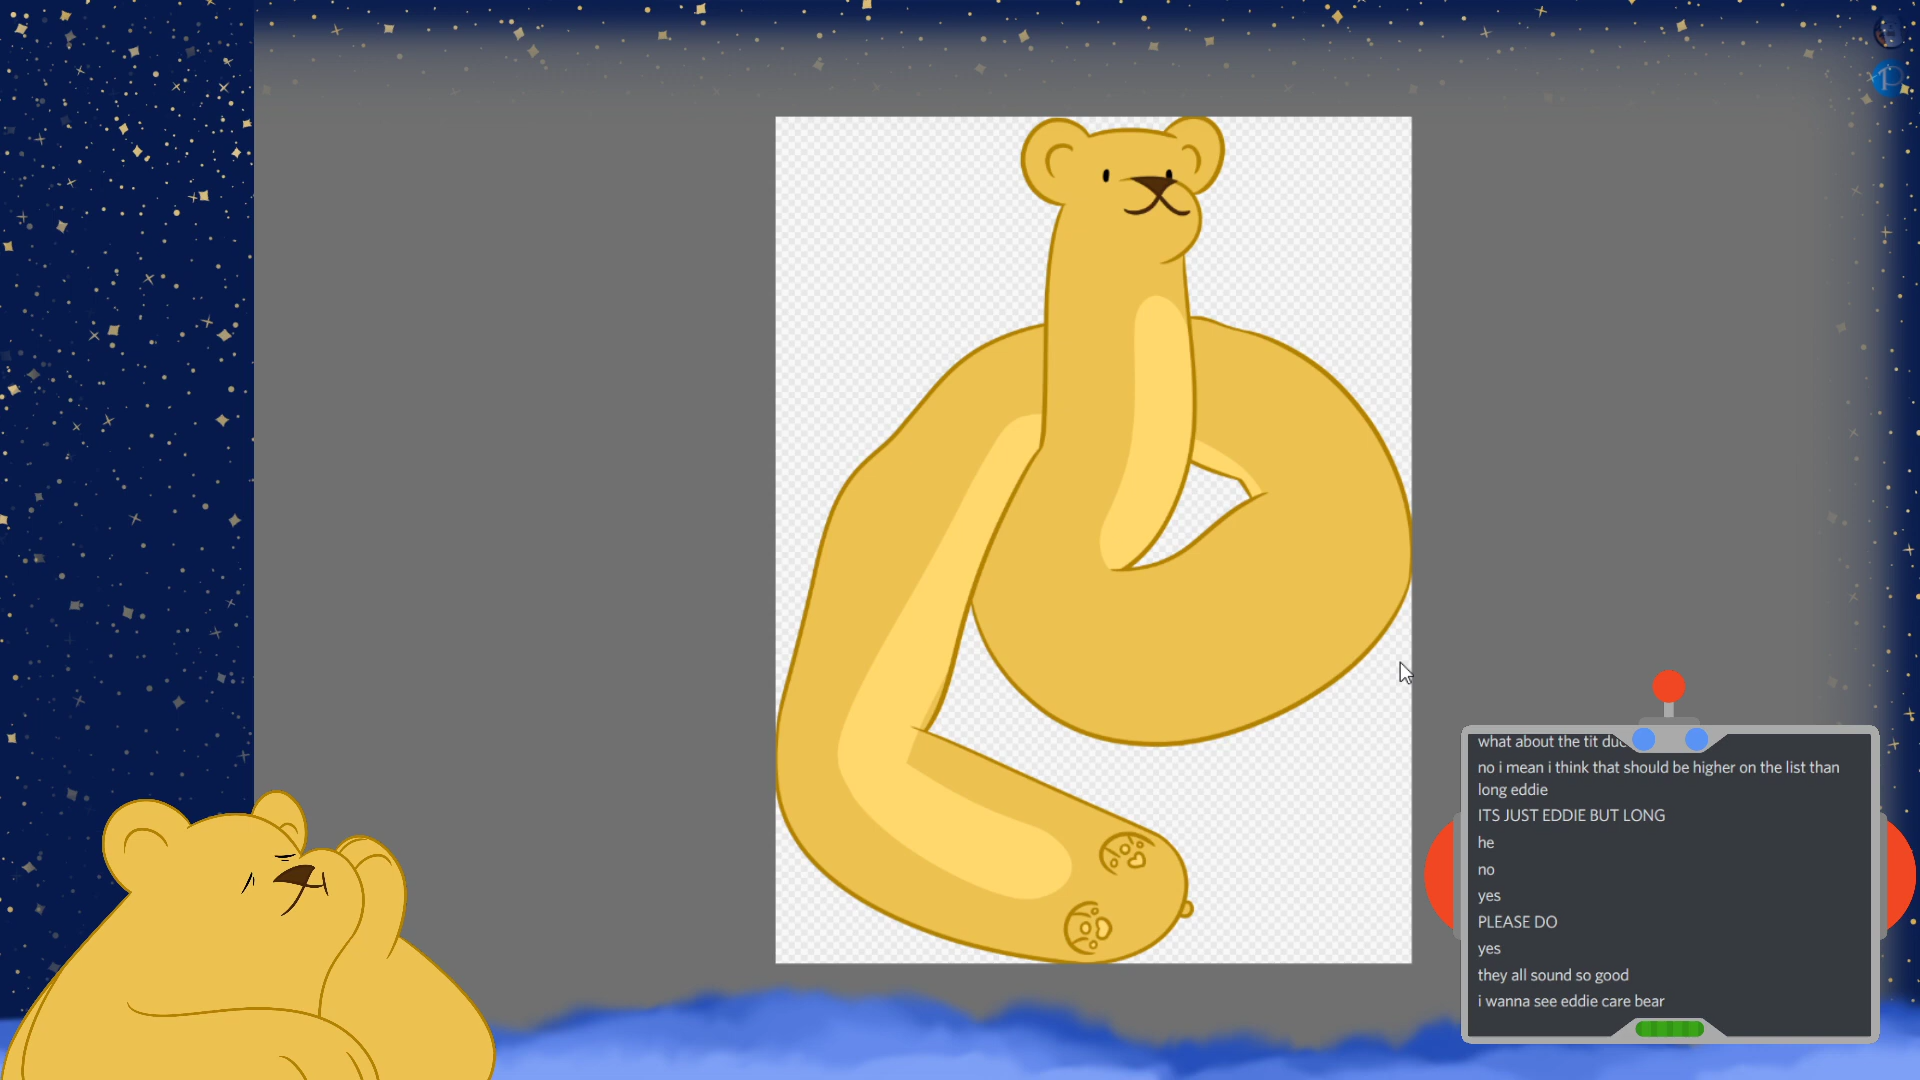 what about the tit
no i mean i think that should be higher on the list than
long eddie
ITS JUST EDDIE BUT LONG
he
no
yes
PLEASE DO
yes
they all sound so good
i wanna see eddie care bear